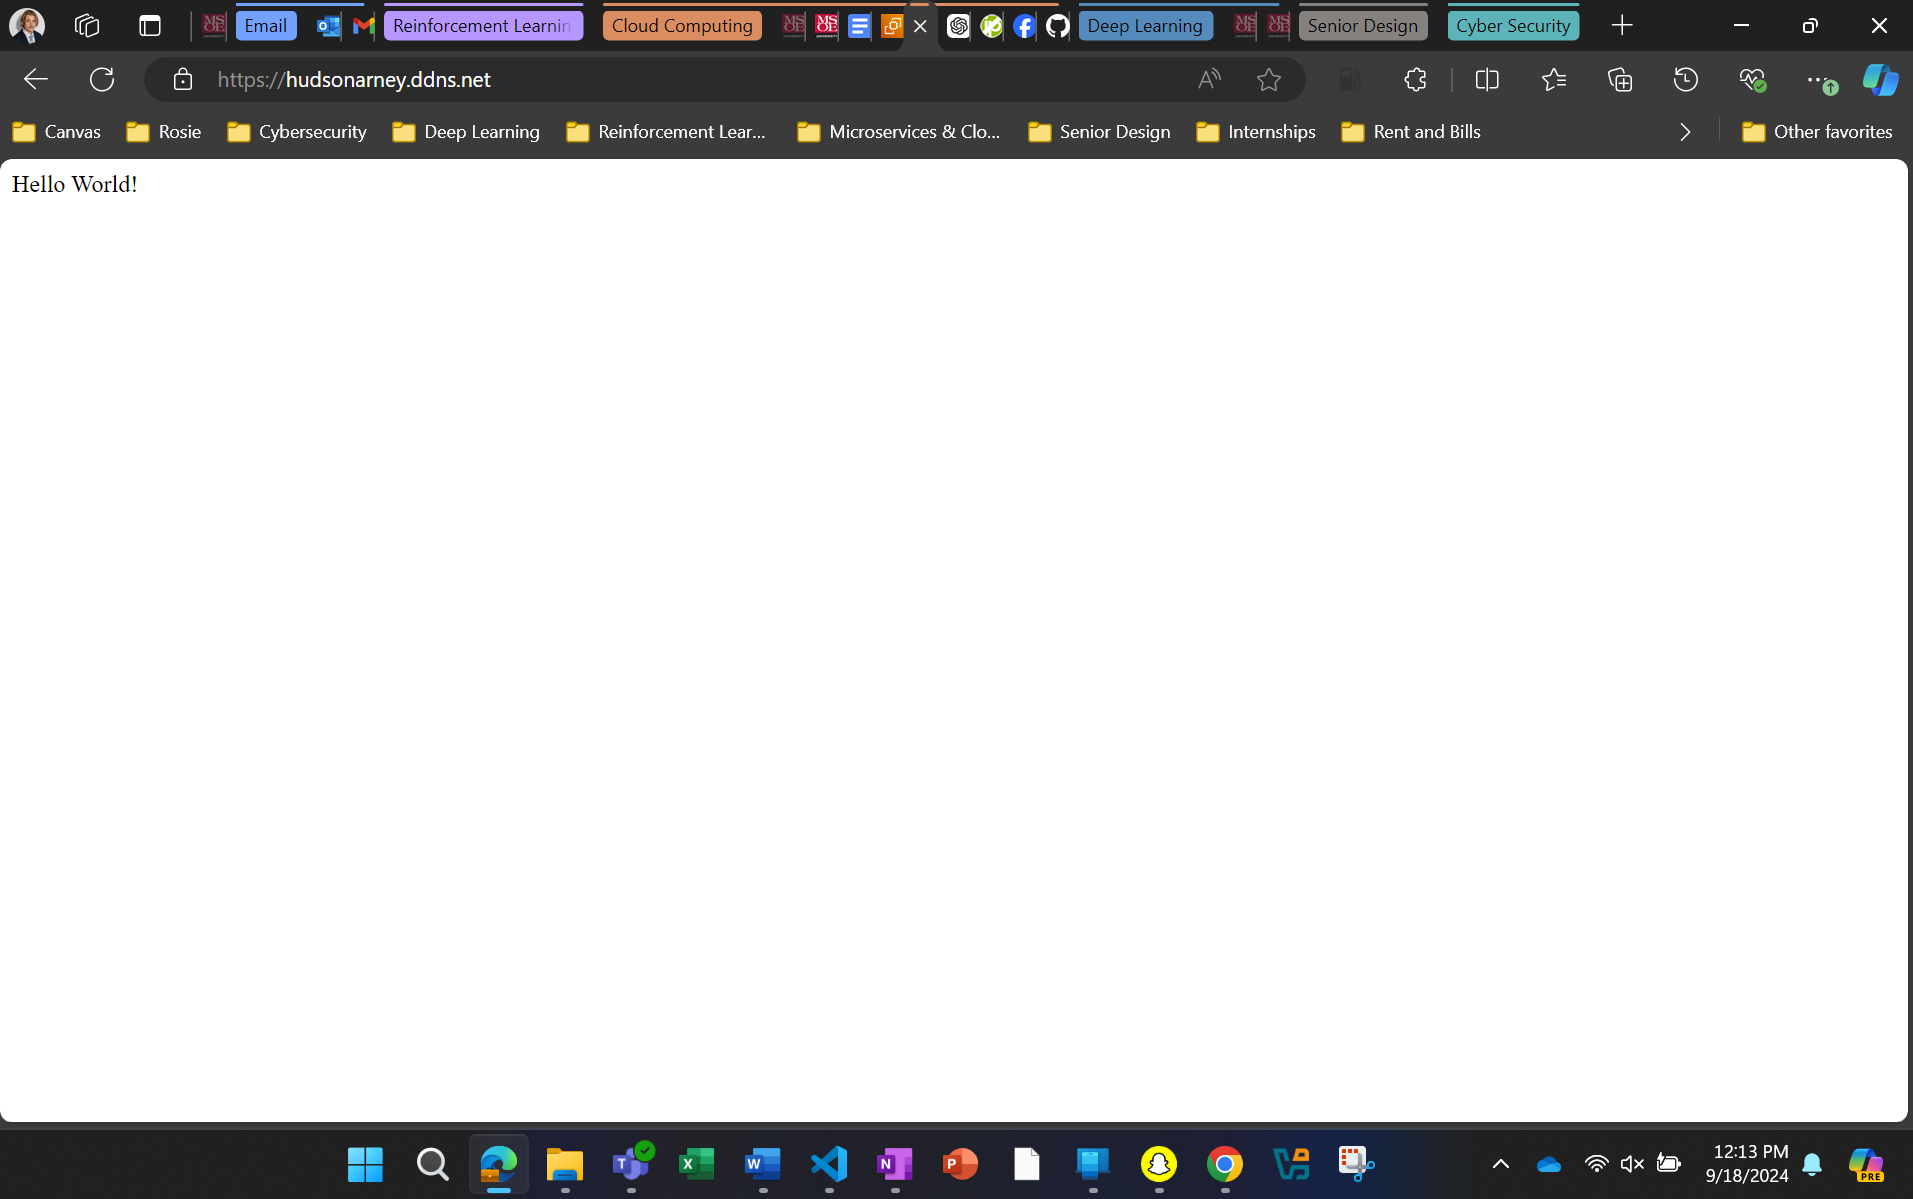 Email
Reinforcement Learnin
Cloud Computing
Deep Learning
Senior Design
Cyber Security
https://hudsonarney.ddns.net
Canvas
Rosie
Cybersecurity
Deep Learning
Reinforcement Lear...
Microservices & Clo...
Senior Design
Internships
Rent and Bills
Other favorites
Hello World!
12:13 PM
9/18/2024
PRE